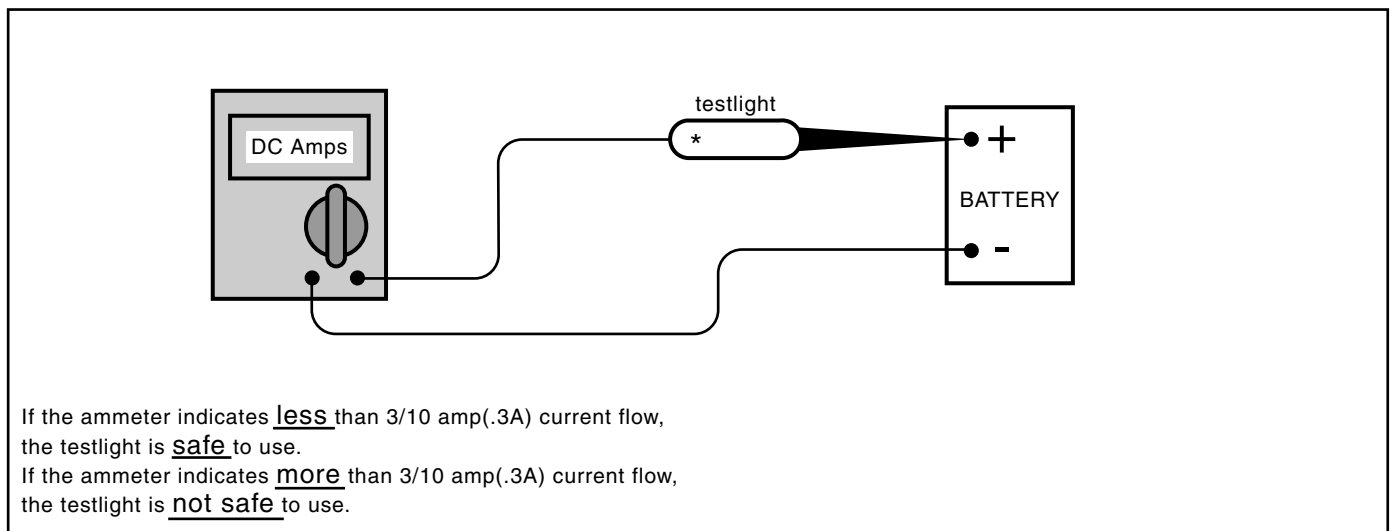 testlight
DC Amps
*
+
BATTERY
-
If the ammeter indicates less than 3/10 amp(.3A) current flow,
the testlight is safe to use.
If the ammeter indicates more than 3/10 amp(.3A) current flow,
the testlight is not safe to use.